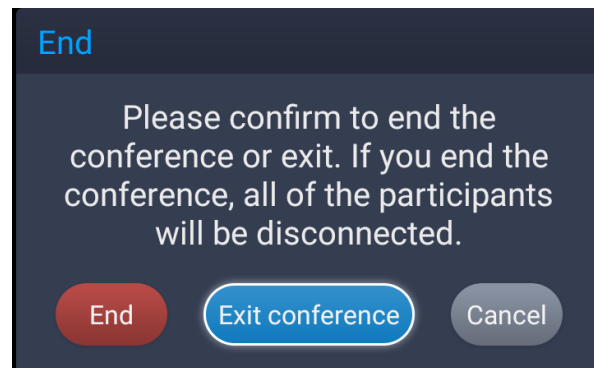 End
Please confirm to end the
conference or exit. If you end the
conference, all of the participants
will be disconnected.
End
Exit conference
Cancel